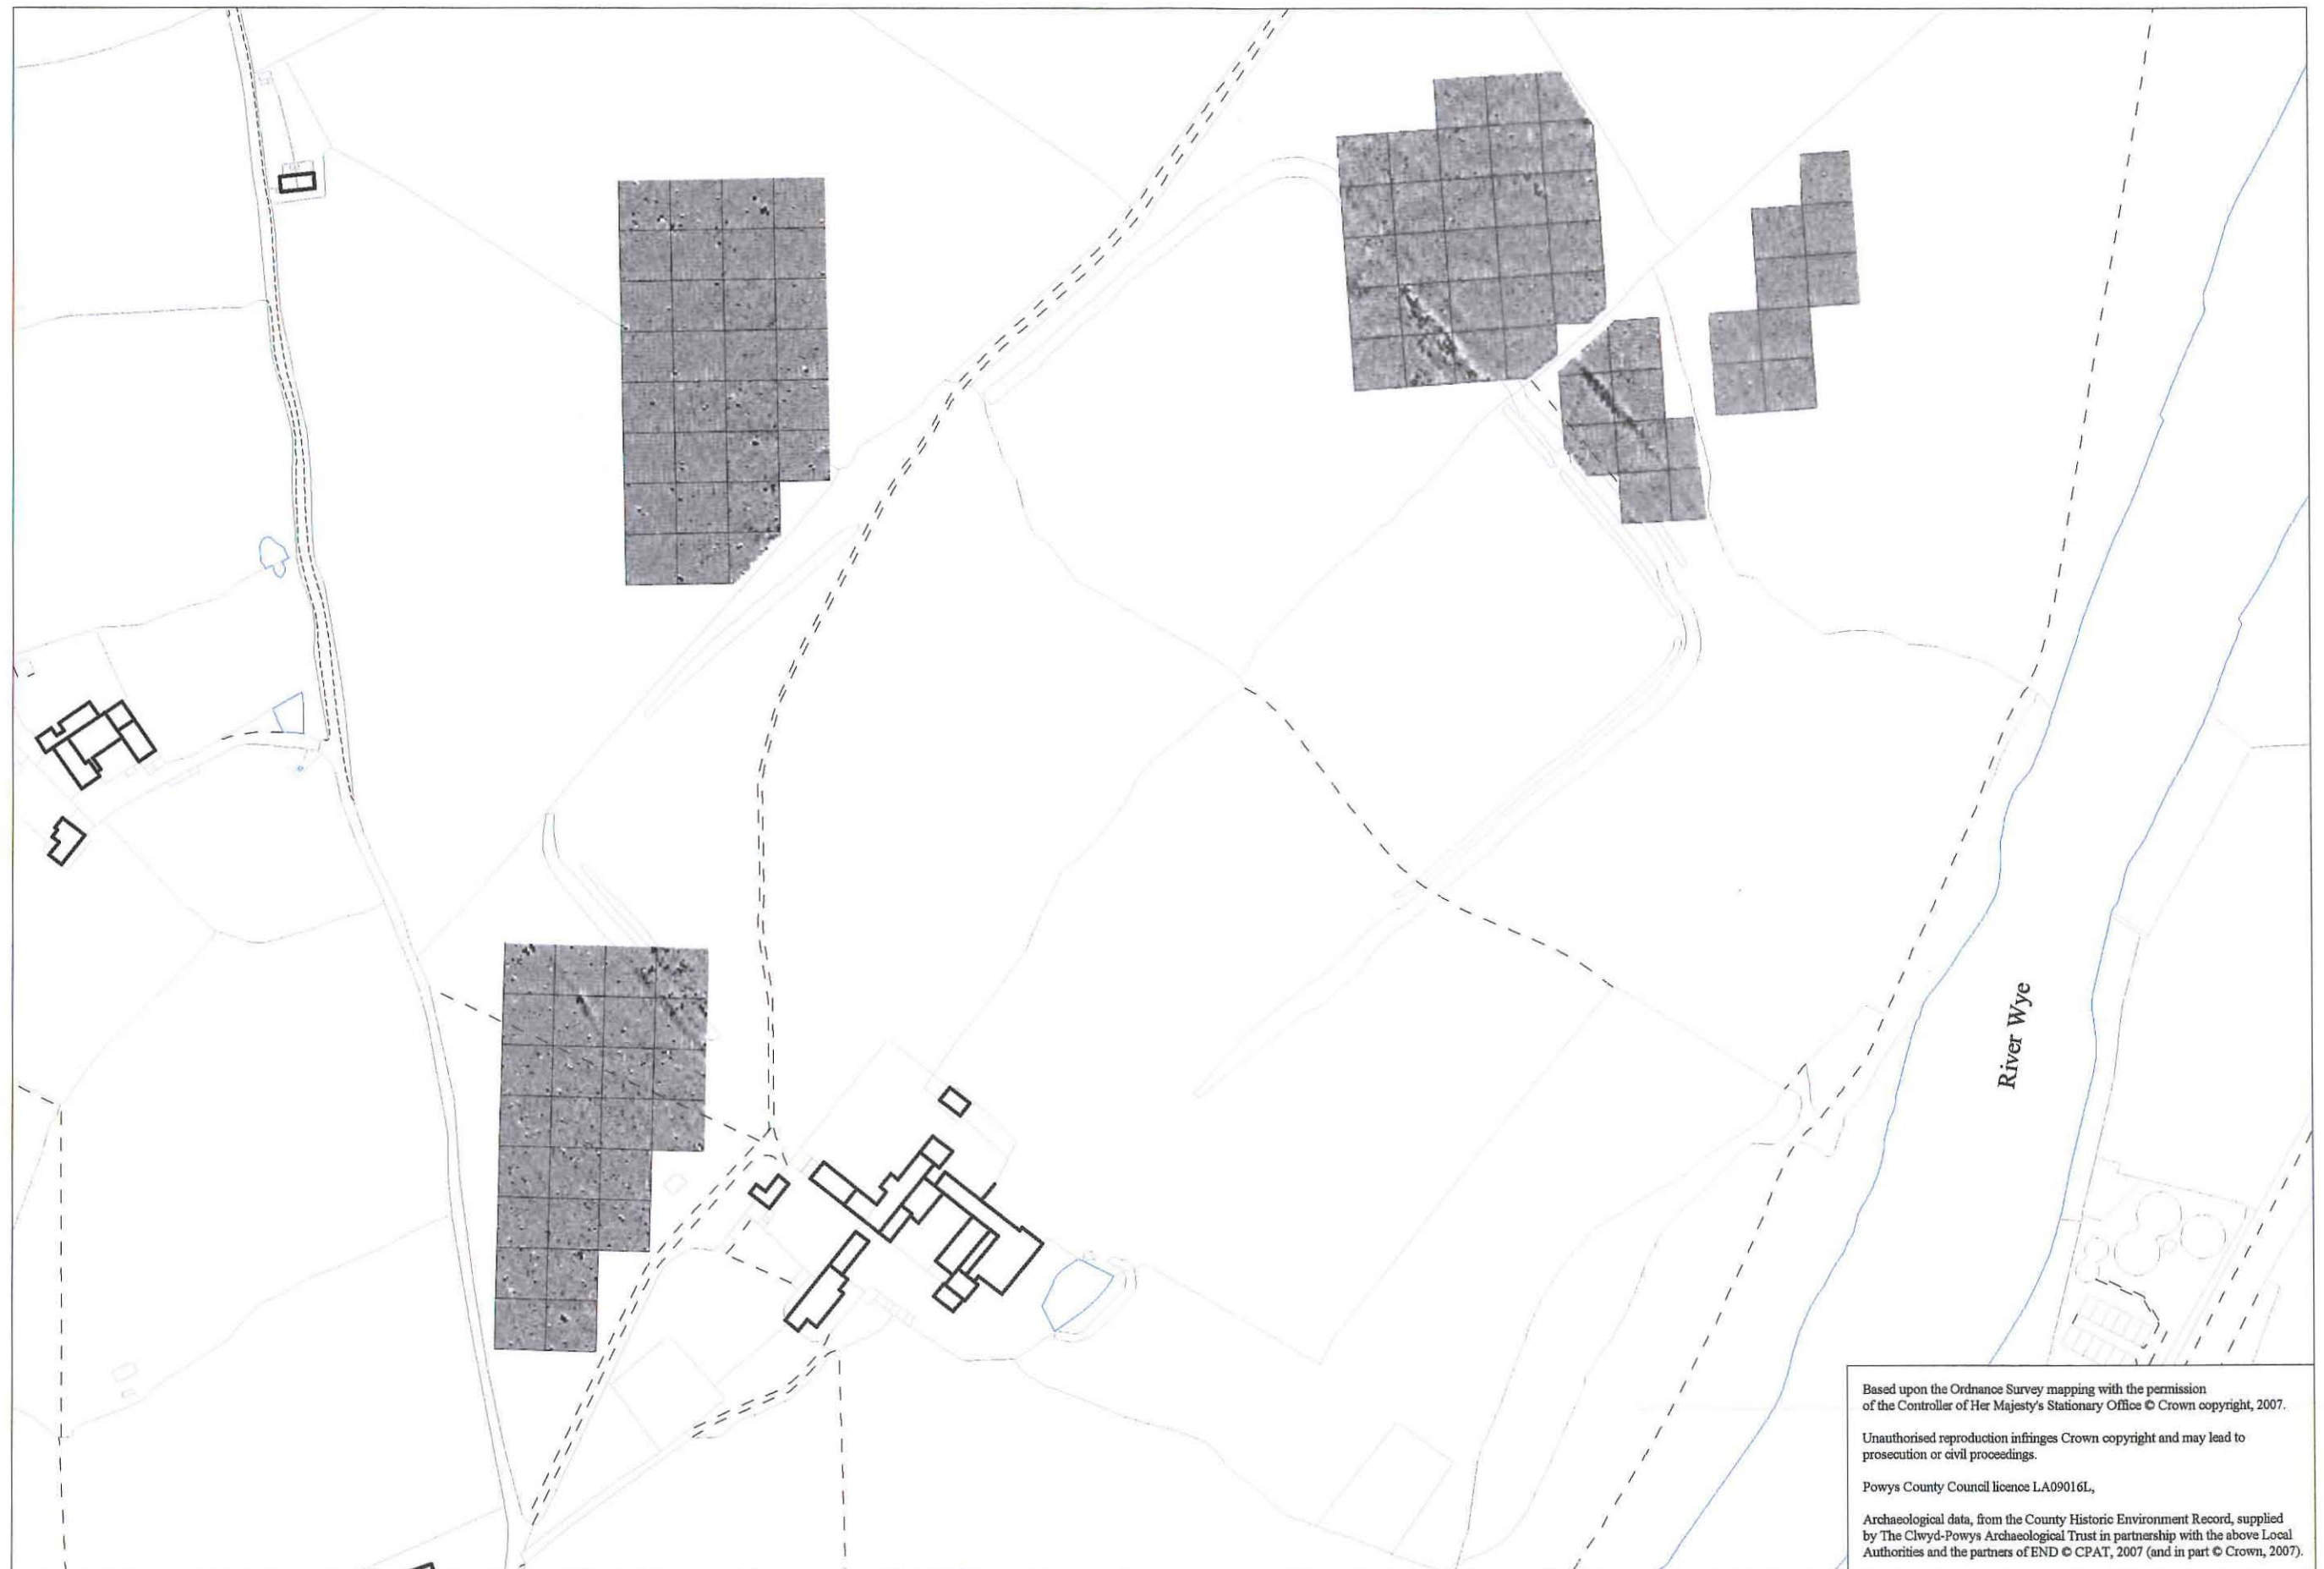 River Wye
Based upon the Ordnance Survey mapping with the permission
of the Controller of Her Majesty's Stationary Office © Crown copyright, 2007.
Unauthorised reproduction infringes Crown copyright and may lead to
prosecution or civil proceedings.
Powys County Council licence LA09016L,
Archaeological data, from the County Historic Environment Record, supplied
by The Clwyd-Powys Archaeological Trust in partnership with the above Local
Authorities and the partners of END © CPAT, 2007 (and in part © Crown, 2007).